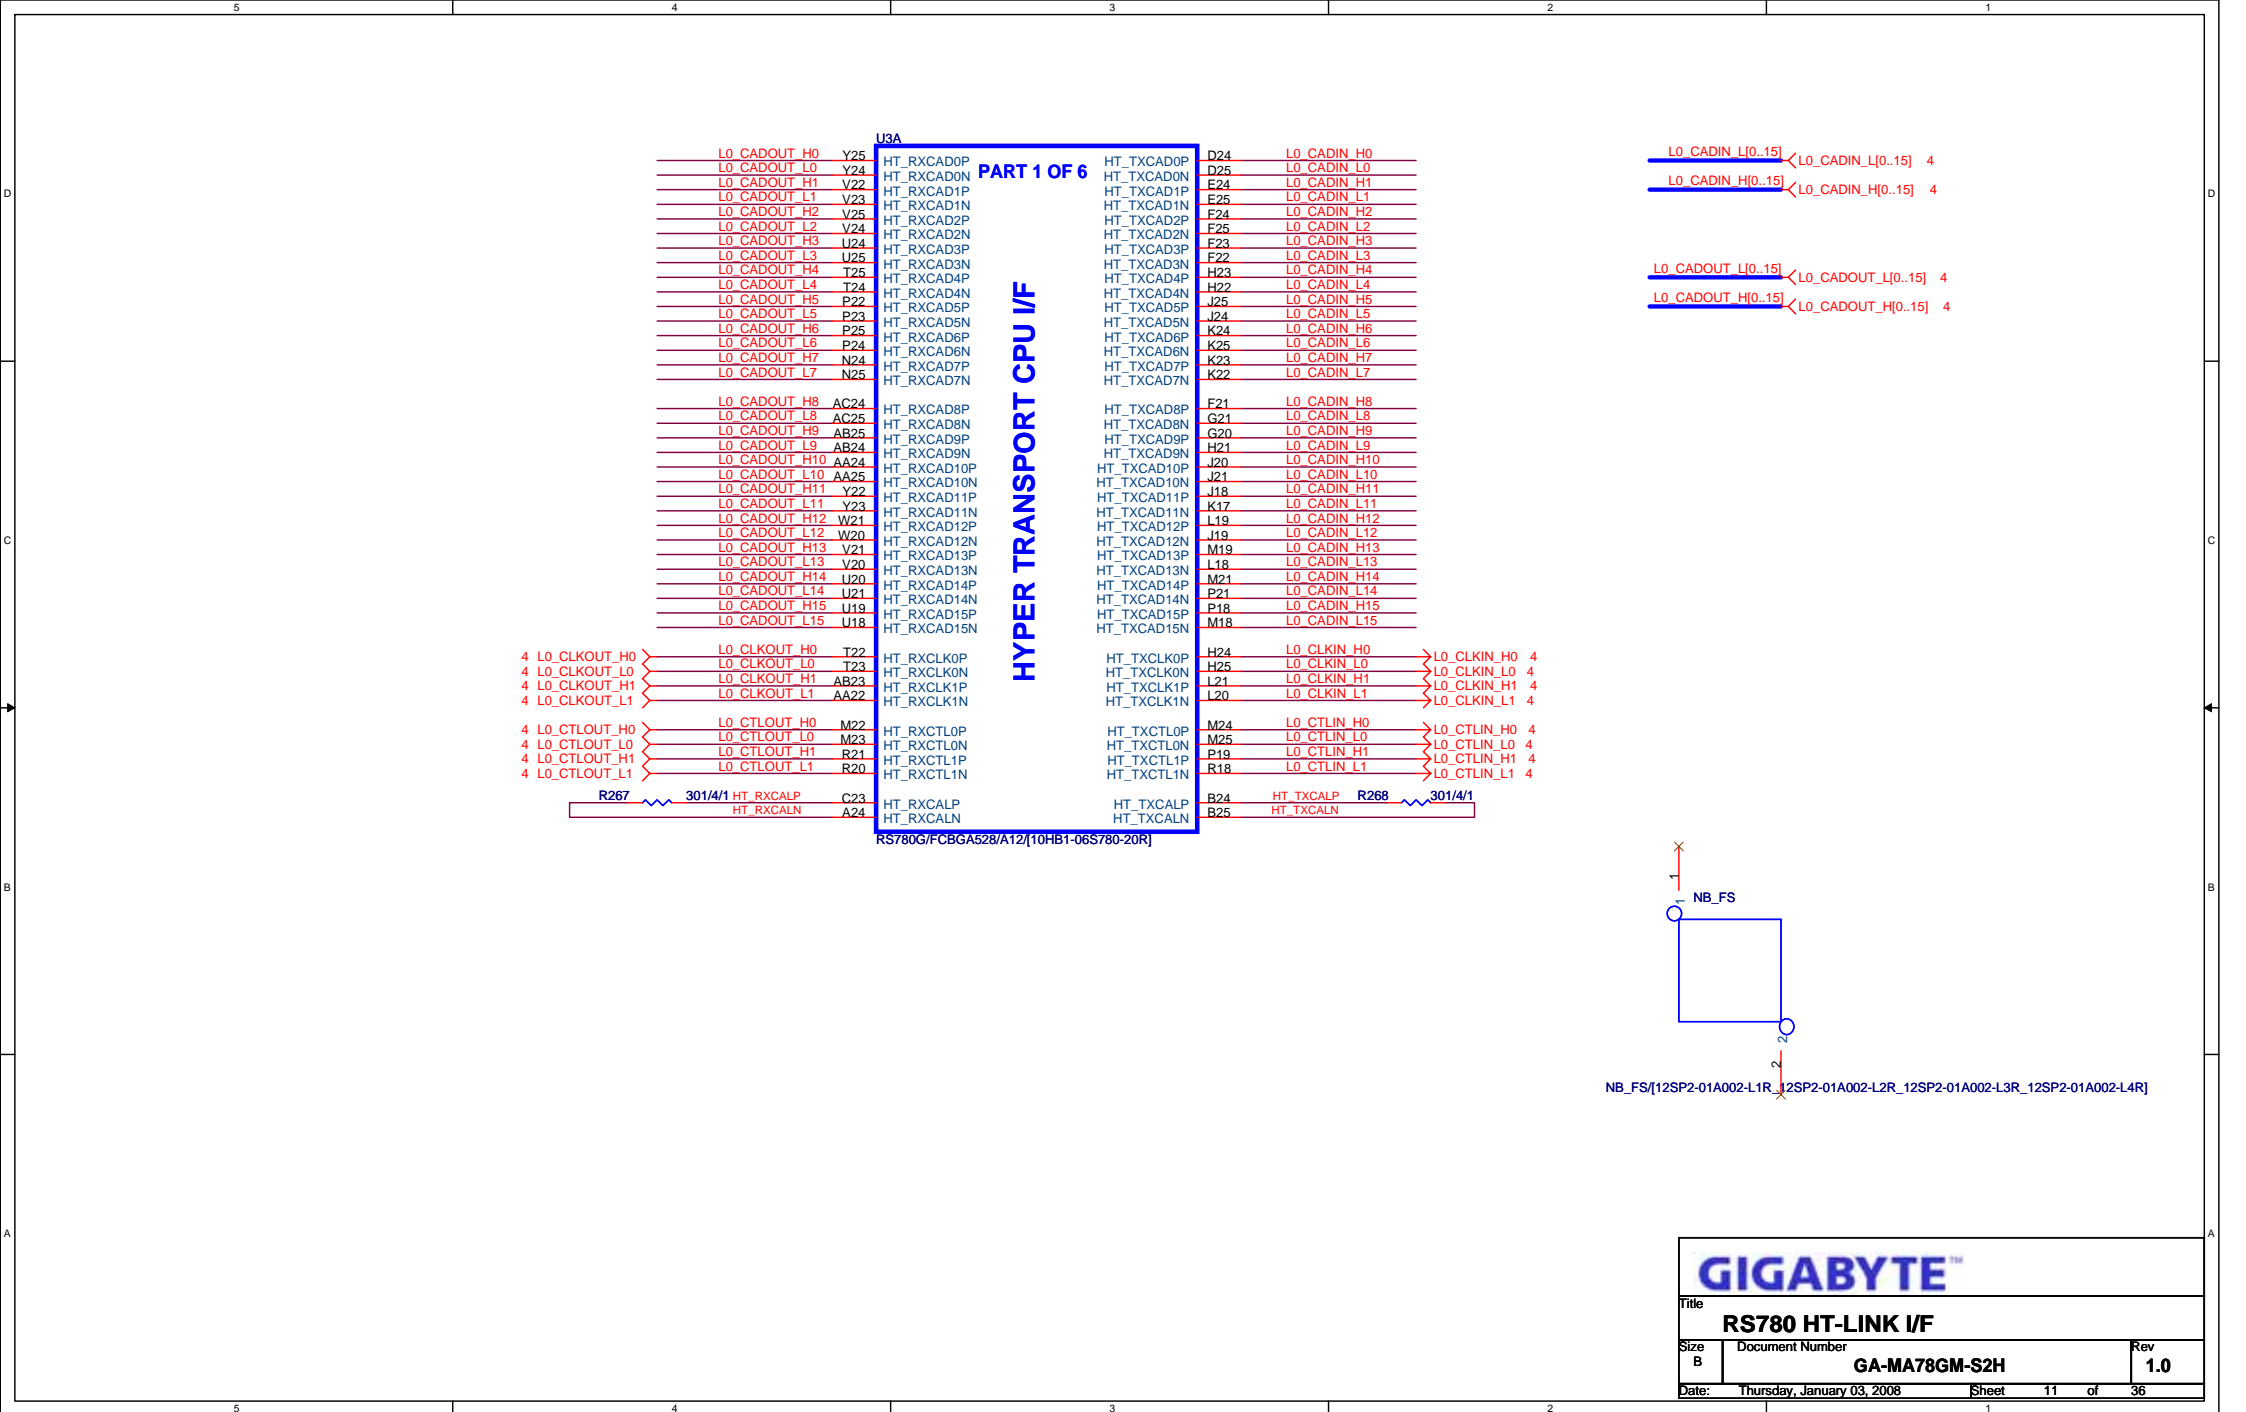 5 4 3 2 1
U3A
L0_CADOUT_H0 Y25 HT_RXCAD0P PART 1 OF 6 HT_TXCAD0P D24 L0_CADIN_H0
L0_CADOUT_L0 Y24 HT_RXCAD0N HT_TXCAD0N D25 L0_CADIN_L0
L0_CADOUT_H1 V22 HT_RXCAD1P HT_TXCAD1P E24 L0_CADIN_H1
L0_CADOUT_L1 V23 HT_RXCAD1N HT_TXCAD1N E25 L0_CADIN_L1
L0_CADOUT_H2 V25 HT_RXCAD2P HT_TXCAD2P F24 L0_CADIN_H2
L0_CADOUT_L2 V24 HT_RXCAD2N HT_TXCAD2N F25 L0_CADIN_L2
L0_CADOUT_H3 U24 HT_RXCAD3P HT_TXCAD3P F23 L0_CADIN_H3
L0_CADOUT_L3 U25 HT_RXCAD3N HT_TXCAD3N F22 L0_CADIN_L3
L0_CADOUT_H4 T25 HT_RXCAD4P HT_TXCAD4P H23 L0_CADIN_H4
L0_CADOUT_L4 T24 HT_RXCAD4N HT_TXCAD4N H22 L0_CADIN_L4
L0_CADOUT_H5 P22 HT_RXCAD5P HT_TXCAD5P J25 L0_CADIN_H5
L0_CADOUT_L5 P23 HT_RXCAD5N HT_TXCAD5N J24 L0_CADIN_L5
L0_CADOUT_H6 P25 HT_RXCAD6P HT_TXCAD6P K24 L0_CADIN_H6
L0_CADOUT_L6 P24 HT_RXCAD6N HT_TXCAD6N K25 L0_CADIN_L6
L0_CADOUT_H7 N24 HT_RXCAD7P HT_TXCAD7P K23 L0_CADIN_H7
L0_CADOUT_L7 N25 HT_RXCAD7N HT_TXCAD7N K22 L0_CADIN_L7
L0_CADOUT_H8 AC24 HT_RXCAD8P HT_TXCAD8P F21 L0_CADIN_H8
L0_CADOUT_L8 AC25 HT_RXCAD8N HT_TXCAD8N G21 L0_CADIN_L8
L0_CADOUT_H9 AB25 HT_RXCAD9P HT_TXCAD9P G20 L0_CADIN_H9
L0_CADOUT_L9 AB24 HT_RXCAD9N HT_TXCAD9N H21 L0_CADIN_L9
L0_CADOUT_H10 AA24 HT_RXCAD10P HT_TXCAD10P J20 L0_CADIN_H10
L0_CADOUT_L10 AA25 HT_RXCAD10N HT_TXCAD10N J21 L0_CADIN_L10
L0_CADOUT_H11 Y22 HT_RXCAD11P HT_TXCAD11P J18 L0_CADIN_H11
L0_CADOUT_L11 Y23 HT_RXCAD11N HT_TXCAD11N K17 L0_CADIN_L11
L0_CADOUT_H12 W21 HT_RXCAD12P HT_TXCAD12P L19 L0_CADIN_H12
L0_CADOUT_L12 W20 HT_RXCAD12N HT_TXCAD12N J19 L0_CADIN_L12
L0_CADOUT_H13 V21 HT_RXCAD13P HT_TXCAD13P M19 L0_CADIN_H13
L0_CADOUT_L13 V20 HT_RXCAD13N HT_TXCAD13N L18 L0_CADIN_L13
L0_CADOUT_H14 U20 HT_RXCAD14P HT_TXCAD14P M21 L0_CADIN_H14
L0_CADOUT_L14 U21 HT_RXCAD14N HT_TXCAD14N P21 L0_CADIN_L14
L0_CADOUT_H15 U19 HT_RXCAD15P HT_TXCAD15P P18 L0_CADIN_H15
L0_CADOUT_L15 U18 HT_RXCAD15N HT_TXCAD15N M18 L0_CADIN_L15
4 L0_CLKOUT_H0 L0_CLKOUT_H0 T22 HT_RXCLK0P HT_TXCLK0P H24 L0_CLKIN_H0 L0_CLKIN_H0 4
4 L0_CLKOUT_L0 L0_CLKOUT_L0 T23 HT_RXCLK0N HT_TXCLK0N H25 L0_CLKIN_L0 L0_CLKIN_L0 4
4 L0_CLKOUT_H1 L0_CLKOUT_H1 AB23 HT_RXCLK1P HT_TXCLK1P L21 L0_CLKIN_H1 L0_CLKIN_H1 4
4 L0_CLKOUT_L1 L0_CLKOUT_L1 AA22 HT_RXCLK1N HT_TXCLK1N L20 L0_CLKIN_L1 L0_CLKIN_L1 4
4 L0_CTLOUT_H0 L0_CTLOUT_H0 M22 HT_RXCTL0P HT_TXCTL0P M24 L0_CTLIN_H0 L0_CTLIN_H0 4
4 L0_CTLOUT_L0 L0_CTLOUT_L0 M23 HT_RXCTL0N HT_TXCTL0N M25 L0_CTLIN_L0 L0_CTLIN_L0 4
4 L0_CTLOUT_H1 L0_CTLOUT_H1 R21 HT_RXCTL1P HT_TXCTL1P P19 L0_CTLIN_H1 L0_CTLIN_H1 4
4 L0_CTLOUT_L1 L0_CTLOUT_L1 R20 HT_RXCTL1N HT_TXCTL1N R18 L0_CTLIN_L1 L0_CTLIN_L1 4
R267 301/4/1 HT_RXCALP C23 HT_RXCALP HT_TXCALP B24 HT_TXCALP R268 301/4/1
HT_RXCALN A24 HT_RXCALN HT_TXCALN B25 HT_TXCALN
HYPER TRANSPORT CPU I/F
RS780G/FCBGA528/A12/[10HB1-06S780-20R]
L0_CADIN_L[0..15] L0_CADIN_L[0..15] 4
L0_CADIN_H[0..15] L0_CADIN_H[0..15] 4
L0_CADOUT_L[0..15] L0_CADOUT_L[0..15] 4
L0_CADOUT_H[0..15] L0_CADOUT_H[0..15] 4
D D
C C
B B
A A
1
1 NB_FS
2
2
NB_FS/[12SP2-01A002-L1R_12SP2-01A002-L2R_12SP2-01A002-L3R_12SP2-01A002-L4R]
GIGABYTE™
Title
RS780 HT-LINK I/F
Size Document Number Rev
B GA-MA78GM-S2H 1.0
Date: Thursday, January 03, 2008 Sheet 11 of 36
5 4 3 2 1